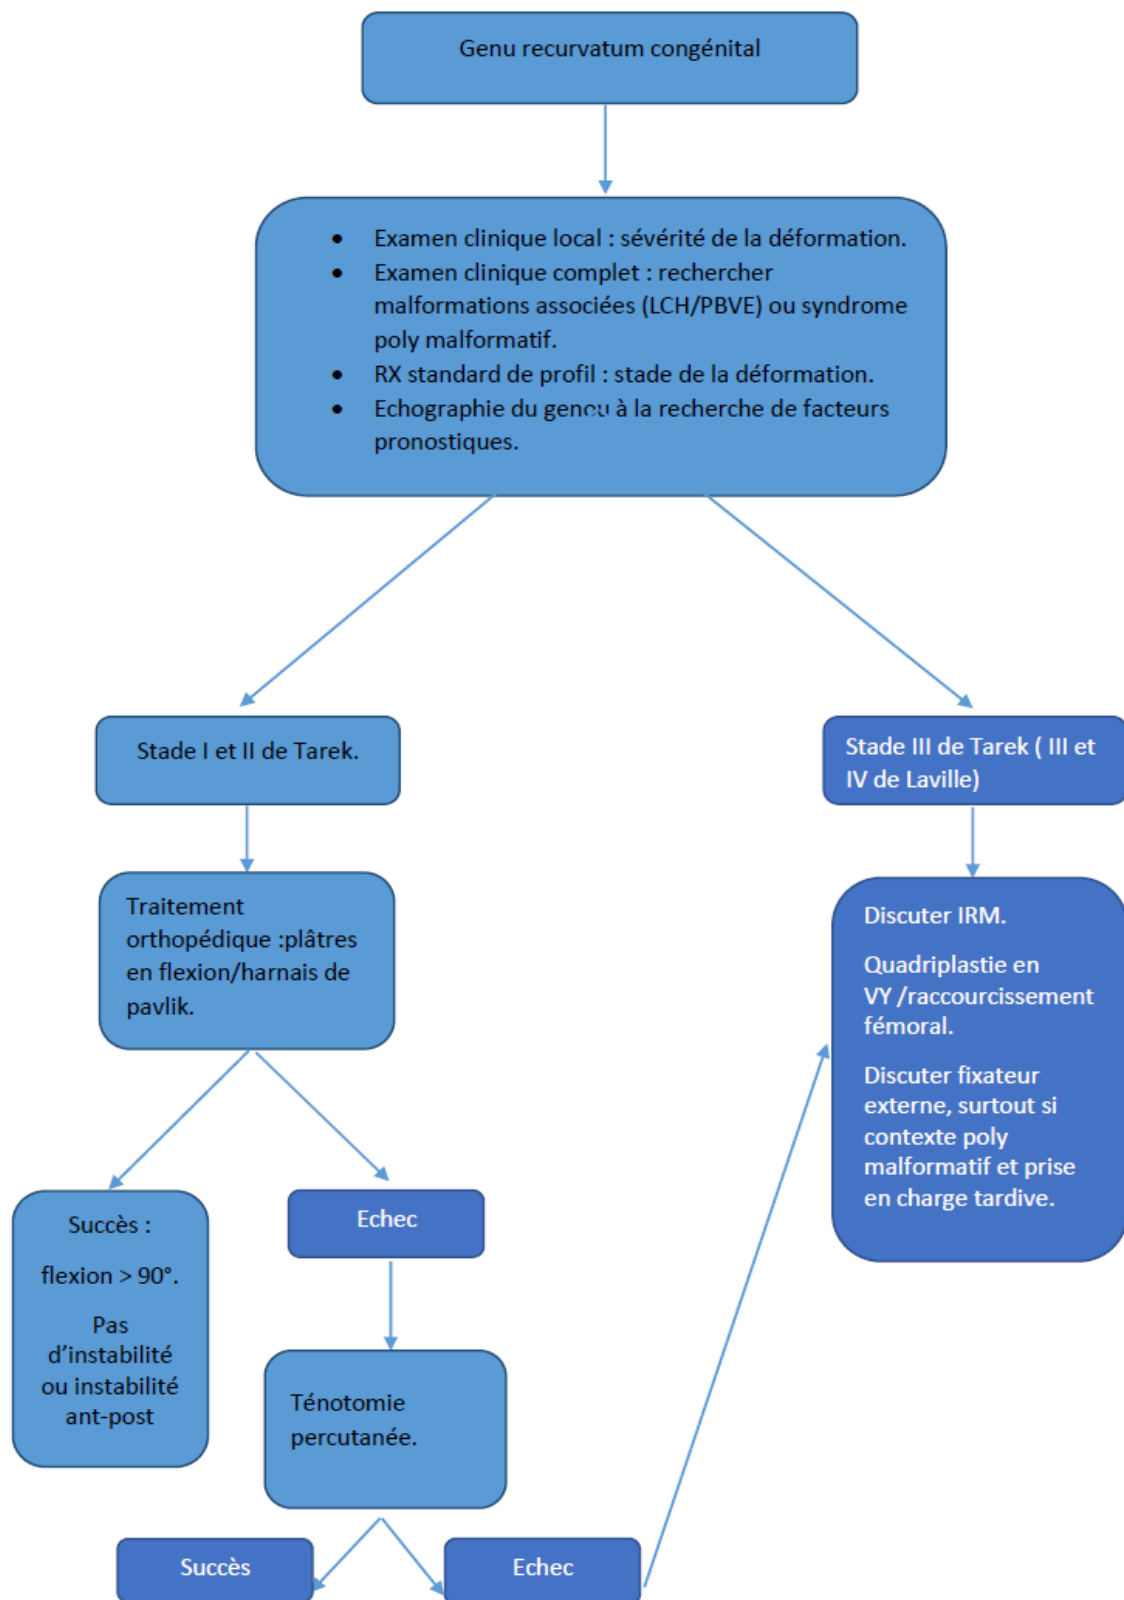 Genu recurvatum congénital
• Examen clinique local : sévérité de la déformation.
• Examen clinique complet : rechercher
malformations associées (LCH/PBVE) ou syndrome
poly malformatif.
• RX standard de profil : stade de la déformation.
• Echographie du genou à la recherche de facteurs
pronostiques.
Stade I et II de Tarek.
Stade III de Tarek ( III et
IV de Laville)
Traitement
orthopédique :plâtres
en flexion/harnais de
pavlik.
Discuter IRM.
Quadriplastie en
VY /raccourcissement
fémoral.
Discuter fixateur
externe, surtout si
contexte poly
malformatif et prise
en charge tardive.
Succès :
flexion > 90°.
Pas
d’instabilité
ou instabilité
ant-post
Echec
Ténotomie
percutanée.
Succès
Echec